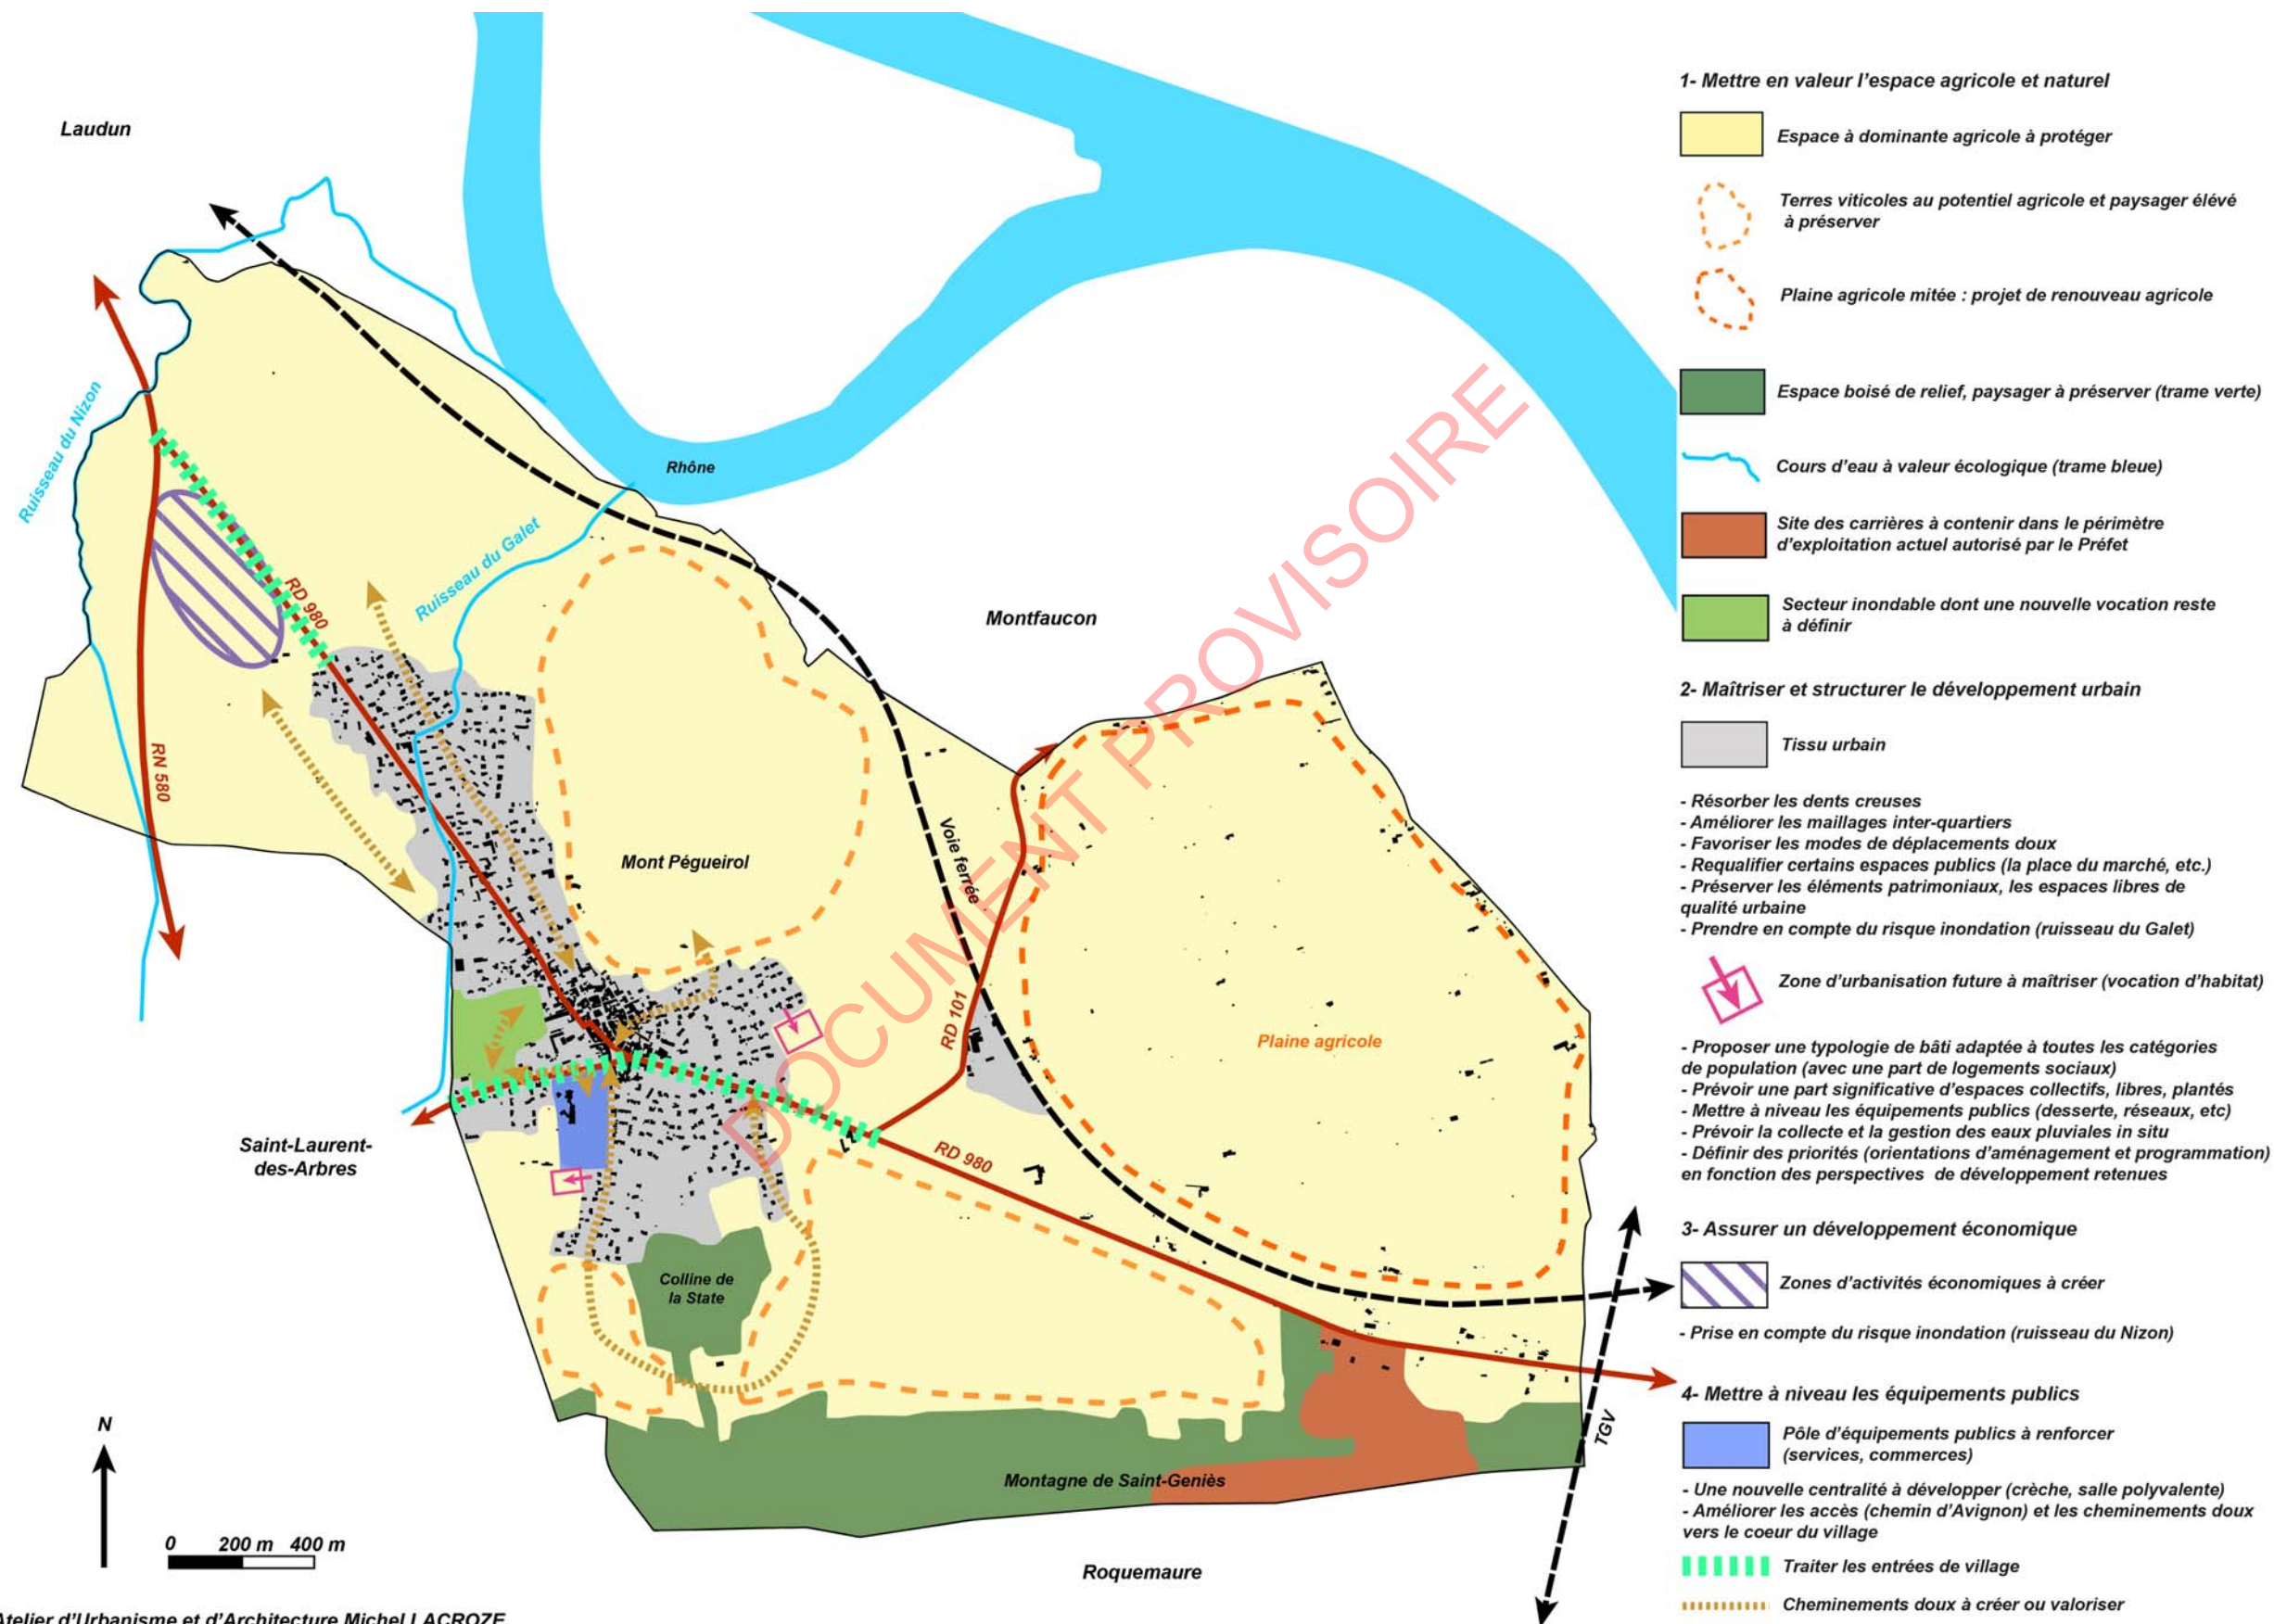 Laudun
Ruisseau du Nizon
Rhône
Ruisseau du Galet
RD 980
Montfaucon
RN 580
Voie ferrée
Mont Pégueirol
RD 101
Plaine agricole
Saint-Laurent-
des-Arbres
RD 980
Colline de
la State
TGV
Montagne de Saint-Geniès
Roquemaure
N
0 200 m 400 m
Atelier d'Urbanisme et d'Architecture Michel LACROZE
DOCUMENT PROVISOIRE
1- Mettre en valeur l'espace agricole et naturel
Espace à dominante agricole à protéger
Terres viticoles au potentiel agricole et paysager élévé
à préserver
Plaine agricole mitée : projet de renouveau agricole
Espace boisé de relief, paysager à préserver (trame verte)
Cours d'eau à valeur écologique (trame bleue)
Site des carrières à contenir dans le périmètre
d'exploitation actuel autorisé par le Préfet
Secteur inondable dont une nouvelle vocation reste
à définir
2- Maîtriser et structurer le développement urbain
Tissu urbain
- Résorber les dents creuses
- Améliorer les maillages inter-quartiers
- Favoriser les modes de déplacements doux
- Requalifier certains espaces publics (la place du marché, etc.)
- Préserver les éléments patrimoniaux, les espaces libres de
qualité urbaine
- Prendre en compte du risque inondation (ruisseau du Galet)
Zone d'urbanisation future à maîtriser (vocation d'habitat)
- Proposer une typologie de bâti adaptée à toutes les catégories
de population (avec une part de logements sociaux)
- Prévoir une part significative d'espaces collectifs, libres, plantés
- Mettre à niveau les équipements publics (desserte, réseaux, etc)
- Prévoir la collecte et la gestion des eaux pluviales in situ
- Définir des priorités (orientations d'aménagement et programmation)
en fonction des perspectives de développement retenues
3- Assurer un développement économique
Zones d'activités économiques à créer
- Prise en compte du risque inondation (ruisseau du Nizon)
4- Mettre à niveau les équipements publics
Pôle d'équipements publics à renforcer
(services, commerces)
- Une nouvelle centralité à développer (crèche, salle polyvalente)
- Améliorer les accès (chemin d'Avignon) et les cheminements doux
vers le coeur du village
Traiter les entrées de village
Cheminements doux à créer ou valoriser